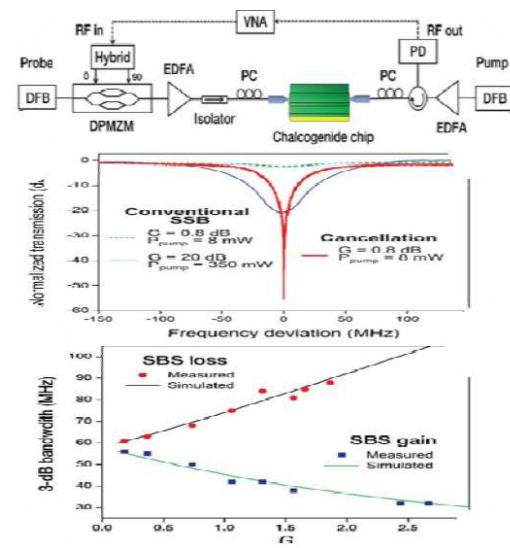 VNA
RF in
RF out
Hybrid
PD
Probe
0
90
EDFA
PC
PC
Pump
DFB
DFB
DPMZM
Isolator
Chalcogenide chip
EDFA
0
-10
-20
-30
-40
-50
-60
Normalized transmission (d
Conventional
SSB
G = 0.8 dB
P pump = 8 mW
G = 20 dB
P pump = 350 mW
Cancellation
G = 0.8 dB
P pump = 8 mW
-150
-100
-50
0
50
100
Frequency deviation (MHz)
3-dB bandwidth (MHz)
100
90
80
70
60
50
40
30
SBS loss
Measured
Simulated
SBS gain
Measured
Simulated
0.0
0.5
1.0
1.5
2.0
2.5
G